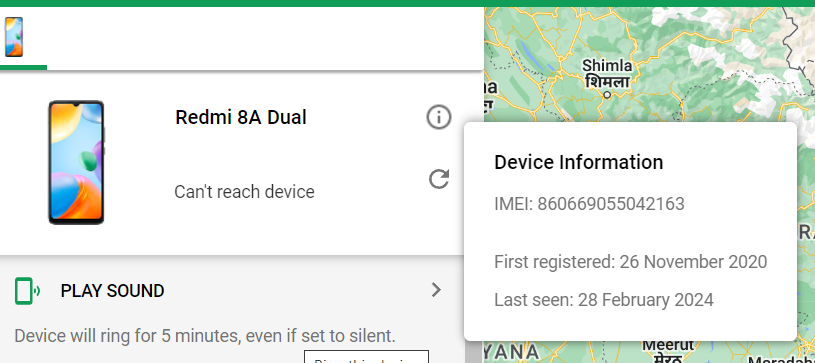 Redmi 8A Dual
Can't reach device
PLAY SOUND
Device will ring for 5 minutes, even if set to silent.
Shimla
शिमला
Device Information
IMEI: 860669055042163
First registered: 26 November 2020
Last seen: 28 February 2024
YANA
Meerut
मेरठ